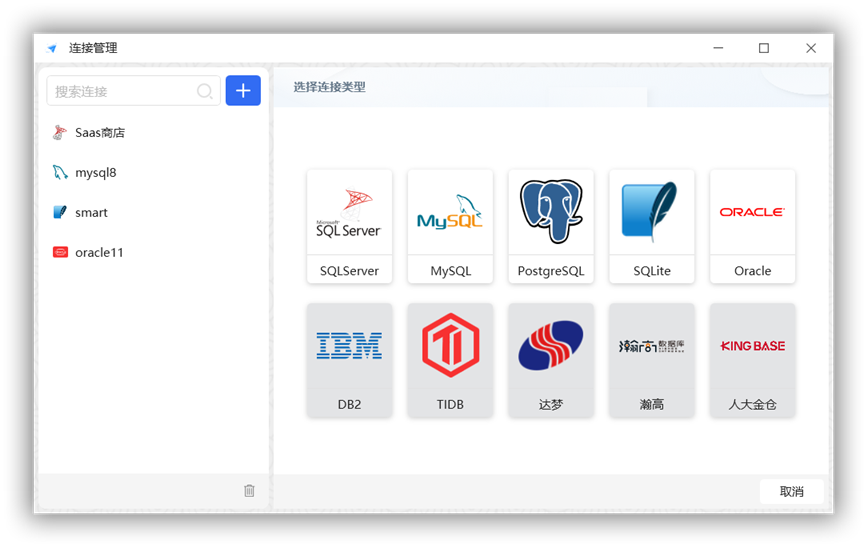 连接管理
搜索连接
选择连接类型
Saas商店
mysql8
smart
oracle11
Microsoft
SQL Server
MySQL
ORACLE
SQLServer
MySQL
PostgreSQL
SQLite
Oracle
IBM
TI
瀚高数据库
KINGBASE
DB2
TIDB
达梦
瀚高
人大金仓
取消